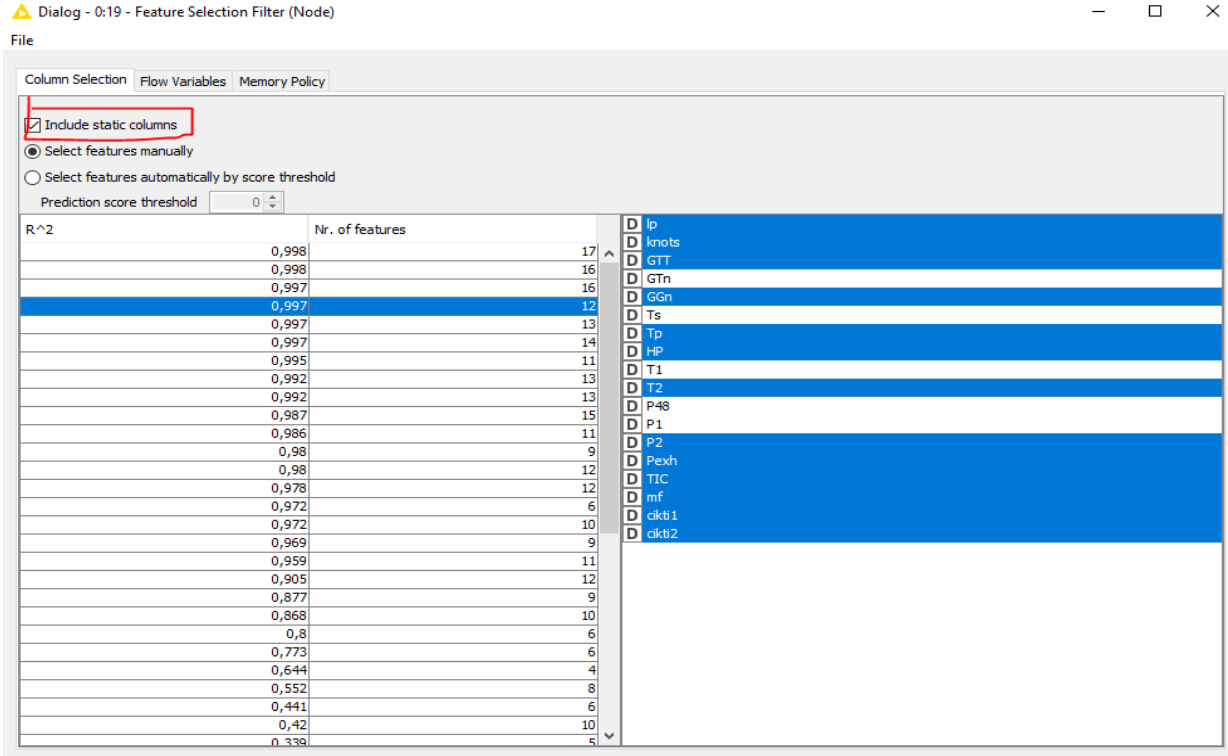 Dialog - 0:19 - Feature Selection Filter (Node)
File
Column Selection Flow Variables Memory Policy
Include static columns
Select features manually
Select features automatically by score threshold
Prediction score threshold 0
R^2 Nr. of features
0,998 17
0,998 16
0,997 16
0,997 12
0,997 13
0,997 14
0,995 11
0,992 13
0,992 13
0,987 15
0,986 11
0,98 9
0,98 12
0,978 12
0,972 6
0,972 10
0,969 9
0,959 11
0,905 12
0,877 9
0,868 10
0,8 6
0,773 6
0,644 4
0,552 8
0,441 6
0,42 10
0,339 5
D lp
D knots
D GTT
D GTn
D GGn
D Ts
D Tp
D HP
D T1
D T2
D P48
D P1
D P2
D Pexh
D TIC
D mf
D cikti1
D cikti2